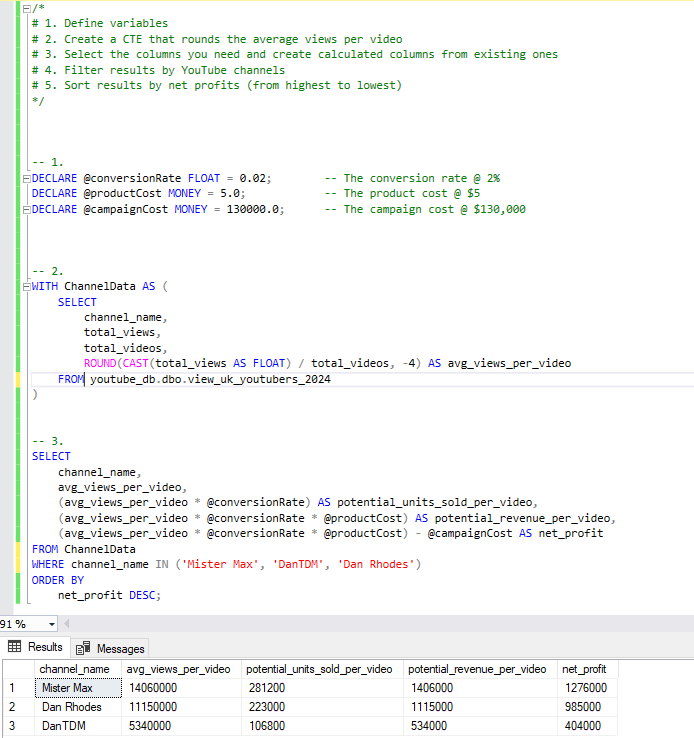 /*
# 1. Define variables
# 2. Create a CTE that rounds the average views per video
# 3. Select the columns you need and create calculated columns from existing ones
# 4. Filter results by YouTube channels
# 5. Sort results by net profits (from highest to lowest)
*/
-- 1.
DECLARE @conversionRate FLOAT = 0.02; -- The conversion rate @ 2%
DECLARE @productCost MONEY = 5.0; -- The product cost @ $5
DECLARE @campaignCost MONEY = 130000.0; -- The campaign cost @ $130,000
-- 2.
WITH ChannelData AS (
SELECT
channel_name,
total_views,
total_videos,
ROUND(CAST(total_views AS FLOAT) / total_videos, -4) AS avg_views_per_video
FROM youtube_db.dbo.view_uk_youtubers_2024
)
-- 3.
SELECT
channel_name,
avg_views_per_video,
(avg_views_per_video * @conversionRate) AS potential_units_sold_per_video,
(avg_views_per_video * @conversionRate * @productCost) AS potential_revenue_per_video,
(avg_views_per_video * @conversionRate * @productCost) - @campaignCost AS net_profit
FROM ChannelData
WHERE channel_name IN ('Mister Max', 'DanTDM', 'Dan Rhodes')
ORDER BY
net_profit DESC;
91 %
Results Messages
channel_name avg_views_per_video potential_units_sold_per_video potential_revenue_per_video net_profit
1 Mister Max 14060000 281200 1406000 1276000
2 Dan Rhodes 11150000 223000 1115000 985000
3 DanTDM 5340000 106800 534000 404000